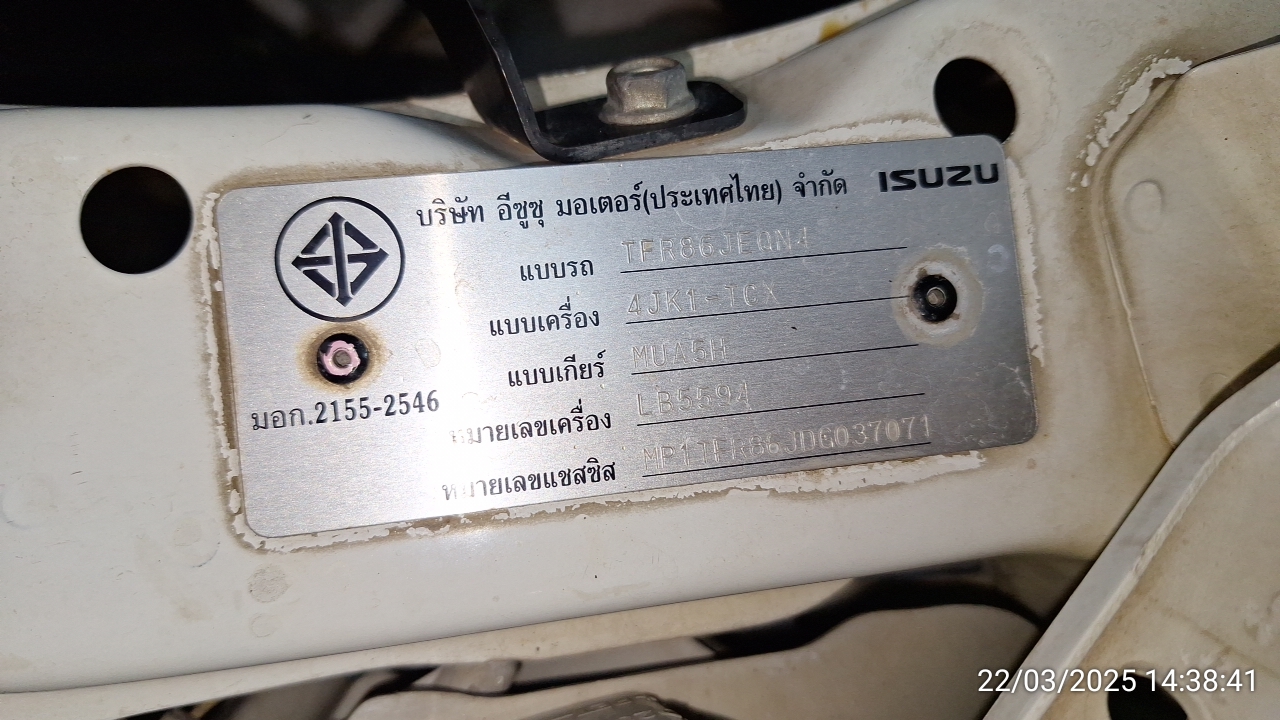 บริษัท อีซูซุ มอเตอร์(ประเทศไทย) จำกัด ISUZU
แบบรถ TFR86JEQN4
แบบเครื่อง 4JK1-TCX
แบบเกียร์ MUA5H
มอก.2155-2546
หมายเลขเครื่อง LB5594
หมายเลขแชสซิส MP1TFR86JDG037071
22/03/2025 14:38:41